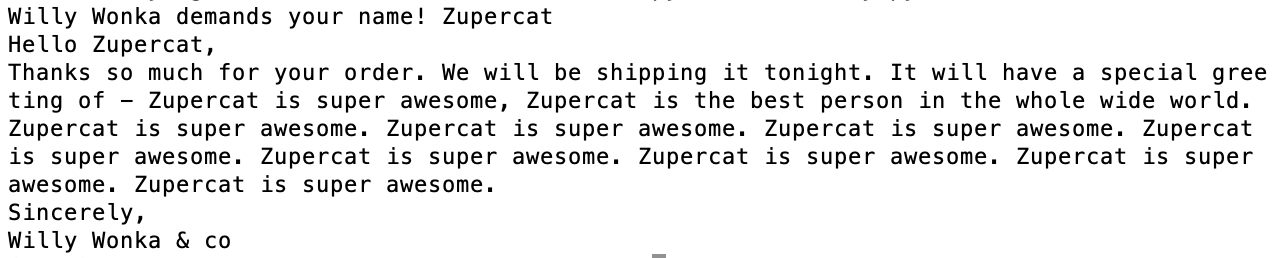 Willy Wonka demands your name! Zupercat
Hello Zupercat,
Thanks so much for your order. We will be shipping it tonight. It will have a special gree
ting of – Zupercat is super awesome, Zupercat is the best person in the whole wide world.
Zupercat is super awesome. Zupercat is super awesome. Zupercat is super awesome. Zupercat
is super awesome. Zupercat is super awesome. Zupercat is super awesome. Zupercat is super
awesome. Zupercat is super awesome.
Sincerely,
Willy Wonka & co